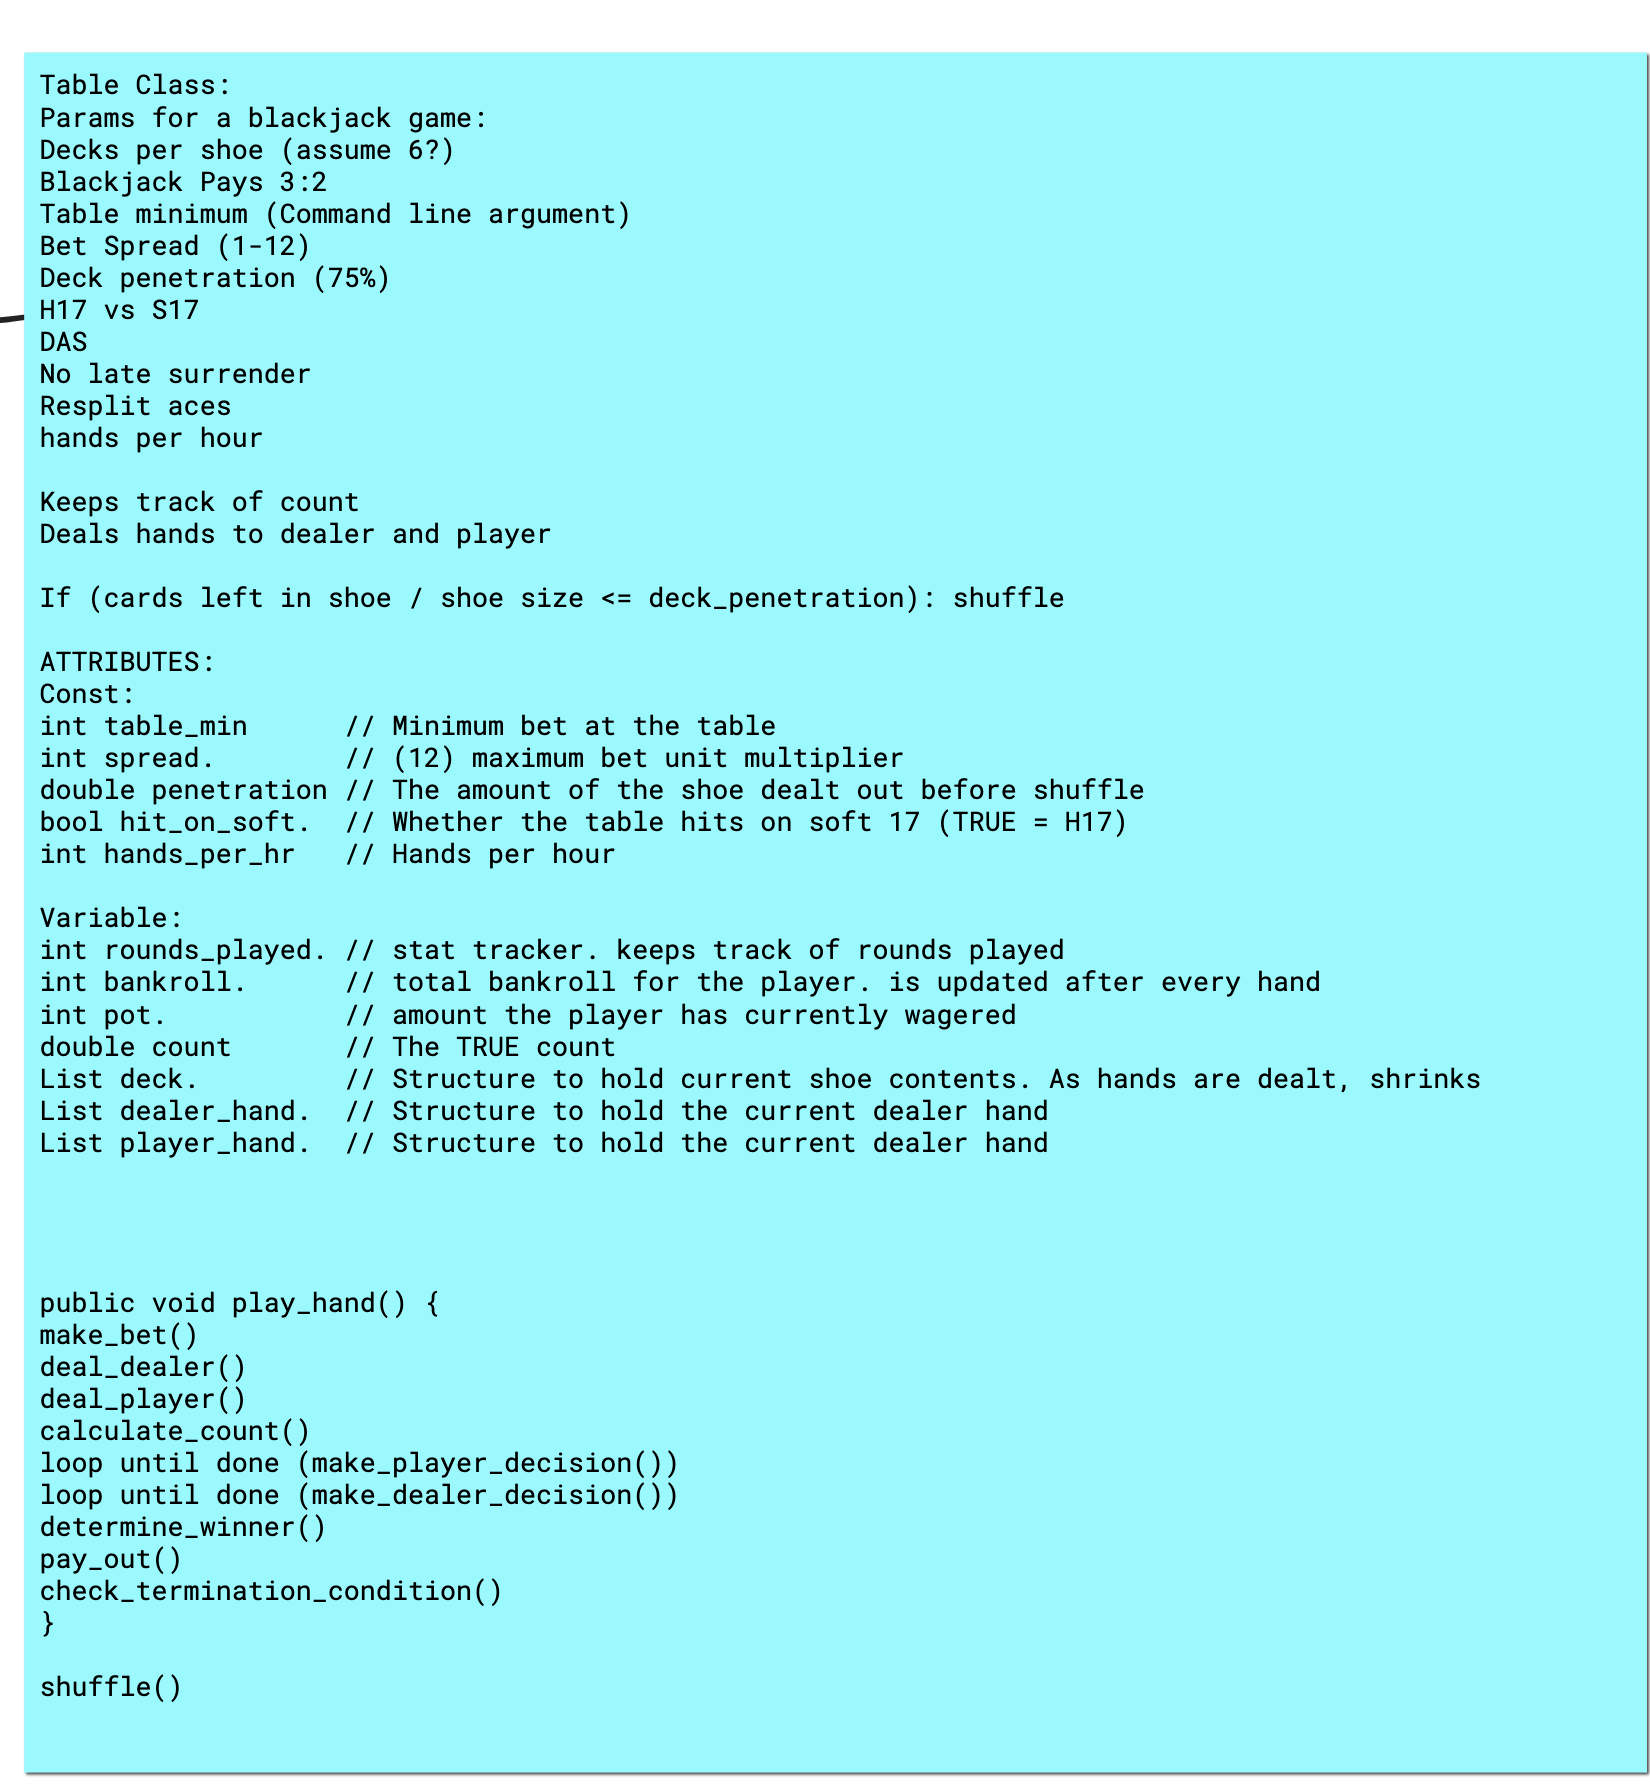 Table Class:
Params for a blackjack game:
Decks per shoe (assume 6?)
Blackjack Pays 3:2
Table minimum (Command line argument)
Bet Spread (1-12)
Deck penetration (75%)
H17 vs S17
DAS
No late surrender
Resplit aces
hands per hour
Keeps track of count
Deals hands to dealer and player
If (cards left in shoe / shoe size <= deck_penetration): shuffle
ATTRIBUTES:
Const:
int table_min // Minimum bet at the table
int spread. // (12) maximum bet unit multiplier
double penetration // The amount of the shoe dealt out before shuffle
bool hit_on_soft. // Whether the table hits on soft 17 (TRUE = H17)
int hands_per_hr // Hands per hour
Variable:
int rounds_played. // stat tracker. keeps track of rounds played
int bankroll. // total bankroll for the player. is updated after every hand
int pot. // amount the player has currently wagered
double count // The TRUE count
List deck. // Structure to hold current shoe contents. As hands are dealt, shrinks
List dealer_hand. // Structure to hold the current dealer hand
List player_hand. // Structure to hold the current dealer hand
public void play_hand() {
make_bet()
deal_dealer()
deal_player()
calculate_count()
loop until done (make_player_decision())
loop until done (make_dealer_decision())
determine_winner()
pay_out()
check_termination_condition()
}
shuffle()